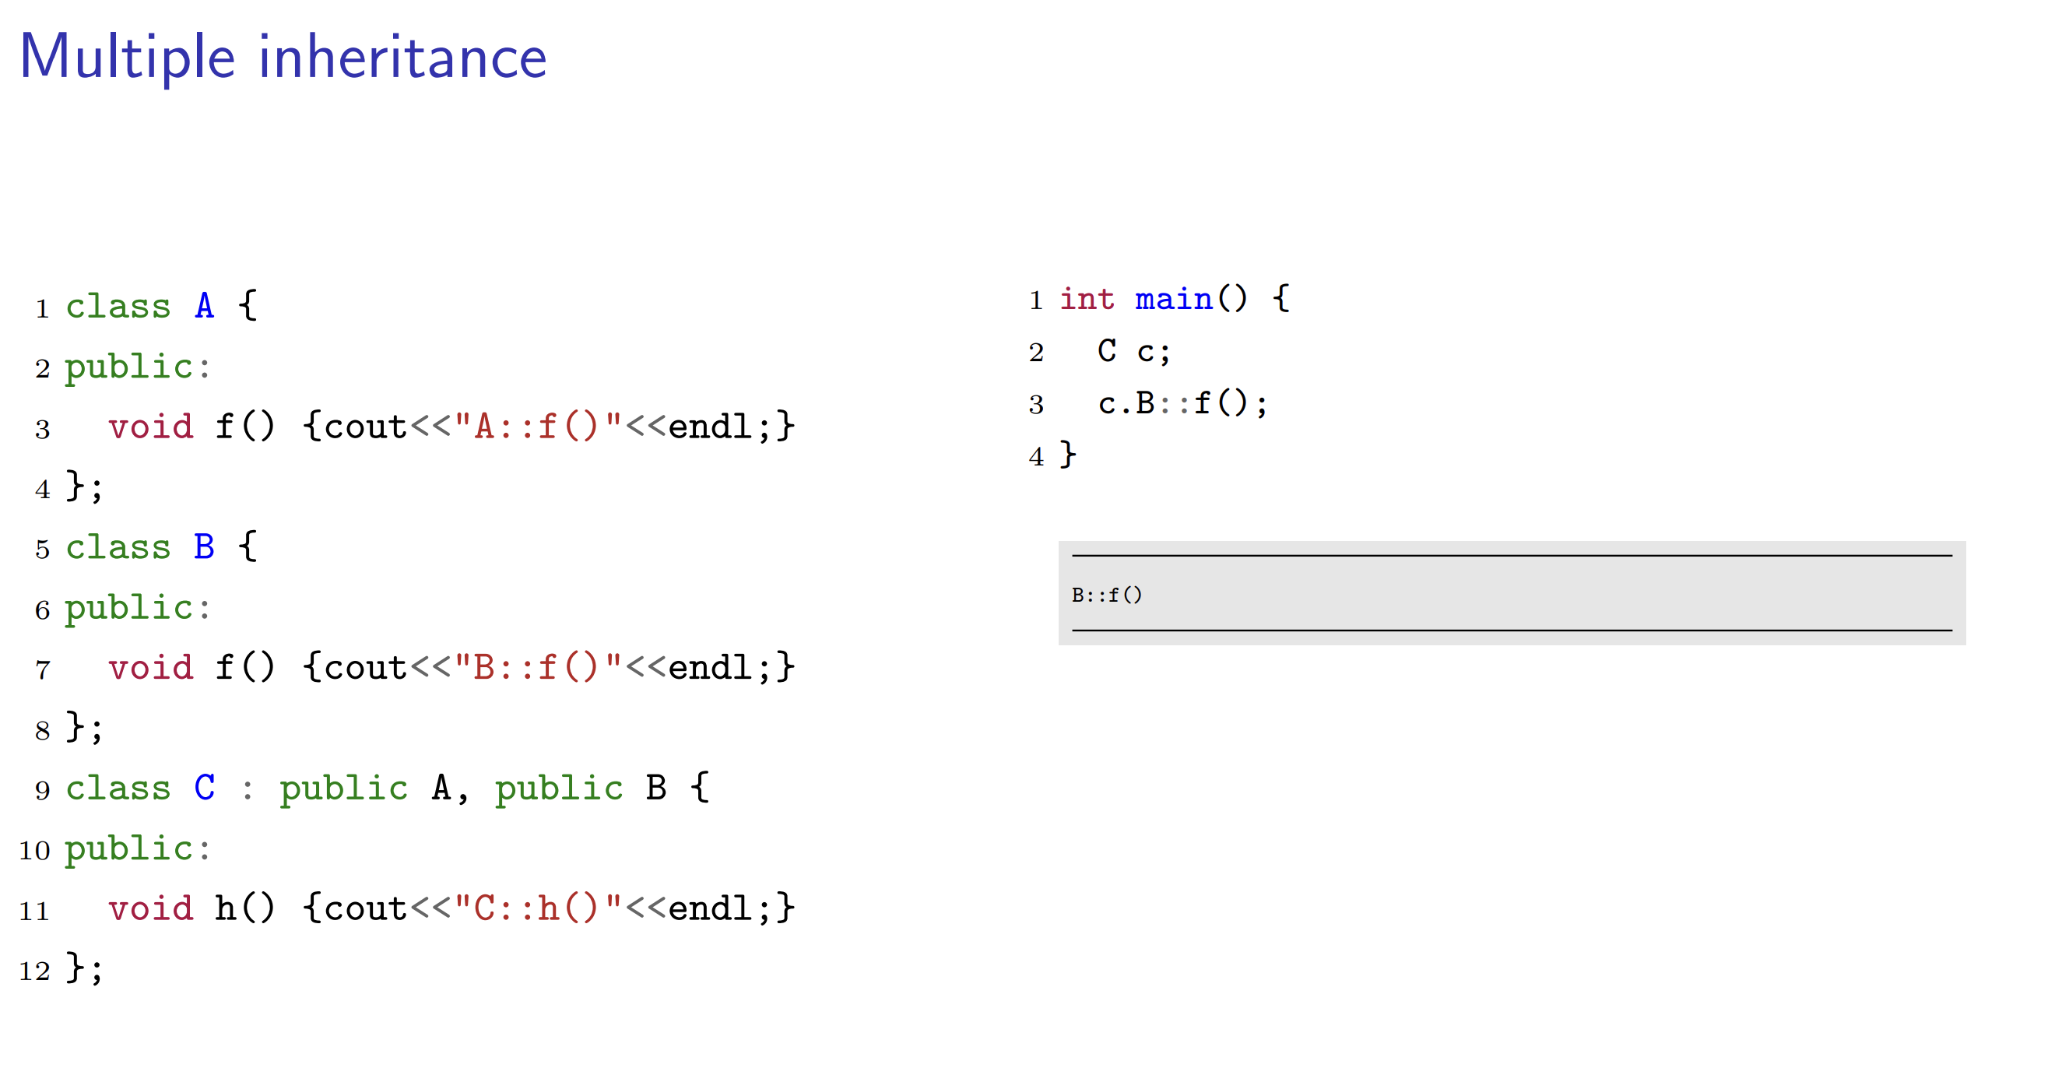 Multiple inheritance
1 class A {
2 public:
3   void f() {cout<<"A::f()"<<endl;}
4 };
5 class B {
6 public:
7   void f() {cout<<"B::f()"<<endl;}
8 };
9 class C : public A, public B {
10 public:
11   void h() {cout<<"C::h()"<<endl;}
12 };
1 int main() {
2   C c;
3   c.B::f();
4 }
B::f()